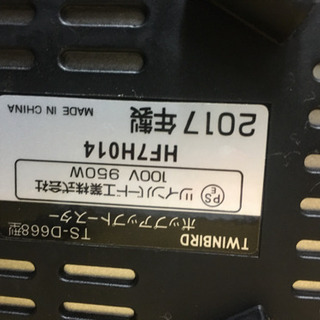 TWINBIRD
ポップアップトースター TS-D668型
PSE ツインバード工業株式会社
100V 950W
HF7H014
2017年製 MADE IN CHINA